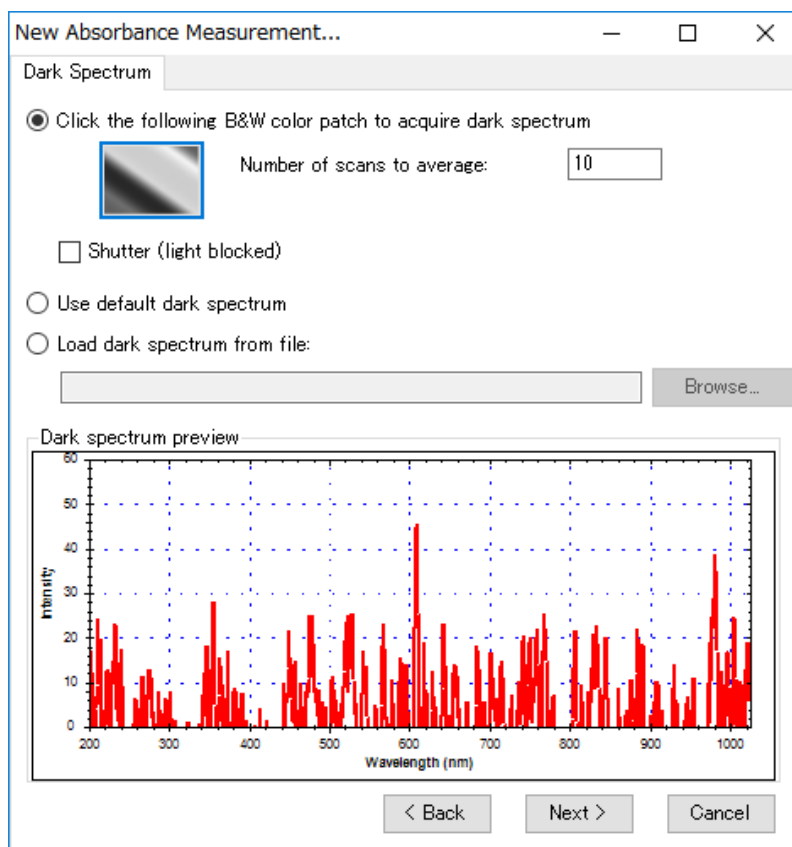 New Absorbance Measurement...
Dark Spectrum
Click the following B&W color patch to acquire dark spectrum
Number of scans to average:
10
Shutter (light blocked)
Use default dark spectrum
Load dark spectrum from file:
Browse...
Dark spectrum preview
60
50
40
30
20
10
0
Intensity
200 300 400 500 600 700 800 900 1000
Wavelength (nm)
< Back Next > Cancel